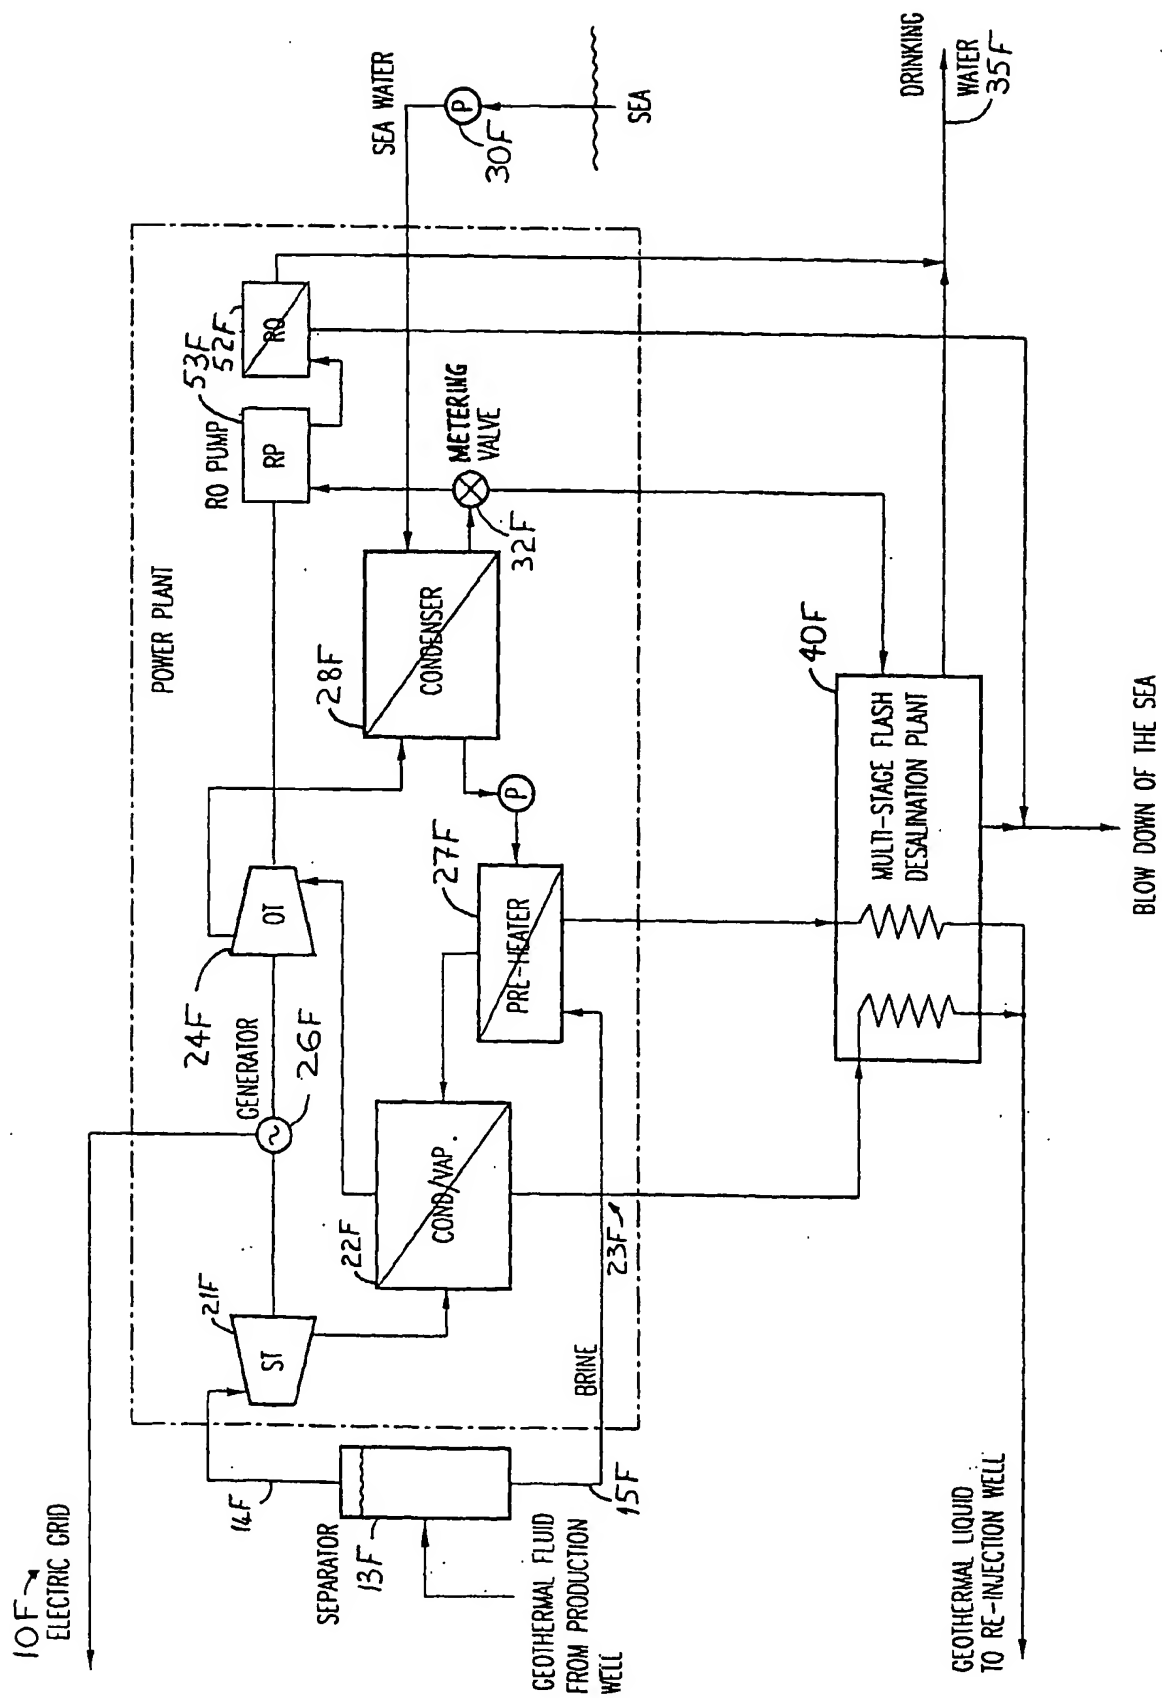 10F
ELECTRIC GRID
POWER PLANT
14F
21F
ST
GENERATOR
26F
24F
OT
RO PUMP
53F
RP
52F
RO
SEPARATOR
13F
22F
COND/VAP.
28F
CONDENSER
METERING
VALVE
32F
SEA WATER
P
30F
SEA
GEOTHERMAL FLUID
FROM PRODUCTION
WELL
15F
BRINE
23F
27F
PRE-HEATER
P
40F
MULTI-STAGE FLASH
DESALINATION PLANT
DRINKING
WATER
35F
GEOTHERMAL LIQUID
TO RE-INJECTION WELL
BLOW DOWN OF THE SEA